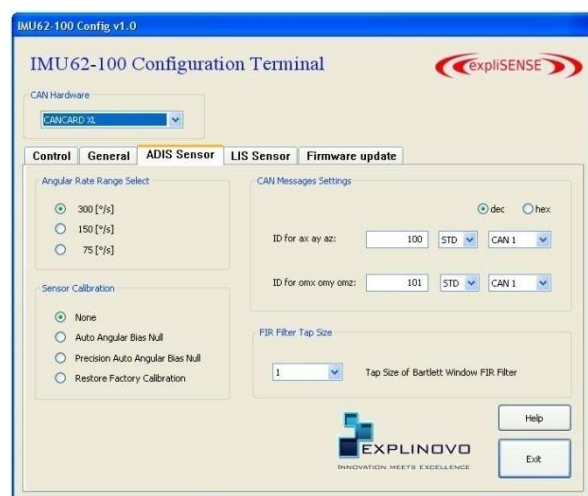 IMU62-100 Config v1.0
IMU62-100 Configuration Terminal
expliSENSE
CAN Hardware
CANCARD XL
Control General ADIS Sensor LIS Sensor Firmware update
Angular Rate Range Select
300 [°/s]
150 [°/s]
75 [°/s]
Sensor Calibration
None
Auto Angular Bias Null
Precision Auto Angular Bias Null
Restore Factory Calibration
CAN Messages Settings
dec hex
ID for ax ay az: 100 STD CAN 1
ID for omx omy omz: 101 STD CAN 1
FIR Filter Tap Size
1 Tap Size of Bartlett Window FIR Filter
EXPLINOVO
INNOVATION MEETS EXCELLENCE
Help
Exit